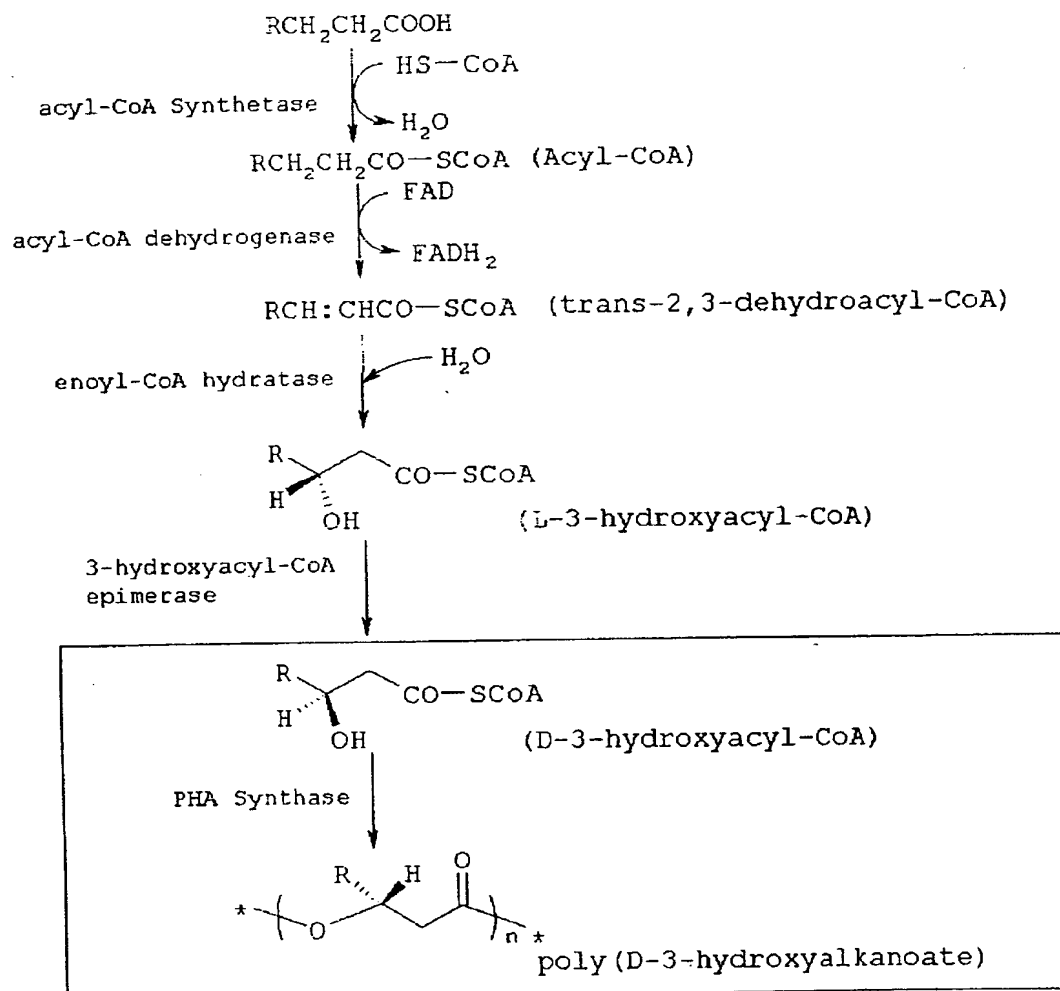 RCH₂CH₂COOH
HS—CoA
acyl-CoA Synthetase
H₂O
RCH₂CH₂CO—SCoA (Acyl-CoA)
FAD
acyl-CoA dehydrogenase
FADH₂
RCH:CHCO—SCoA (trans-2,3-dehydroacyl-CoA)
H₂O
enoyl-CoA hydratase
R
CO—SCoA
H
OH
(L-3-hydroxyacyl-CoA)
3-hydroxyacyl-CoA
epimerase
R
CO—SCoA
H
OH
(D-3-hydroxyacyl-CoA)
PHA Synthase
O
R H
* ( O ) n *
poly(D-3-hydroxyalkanoate)